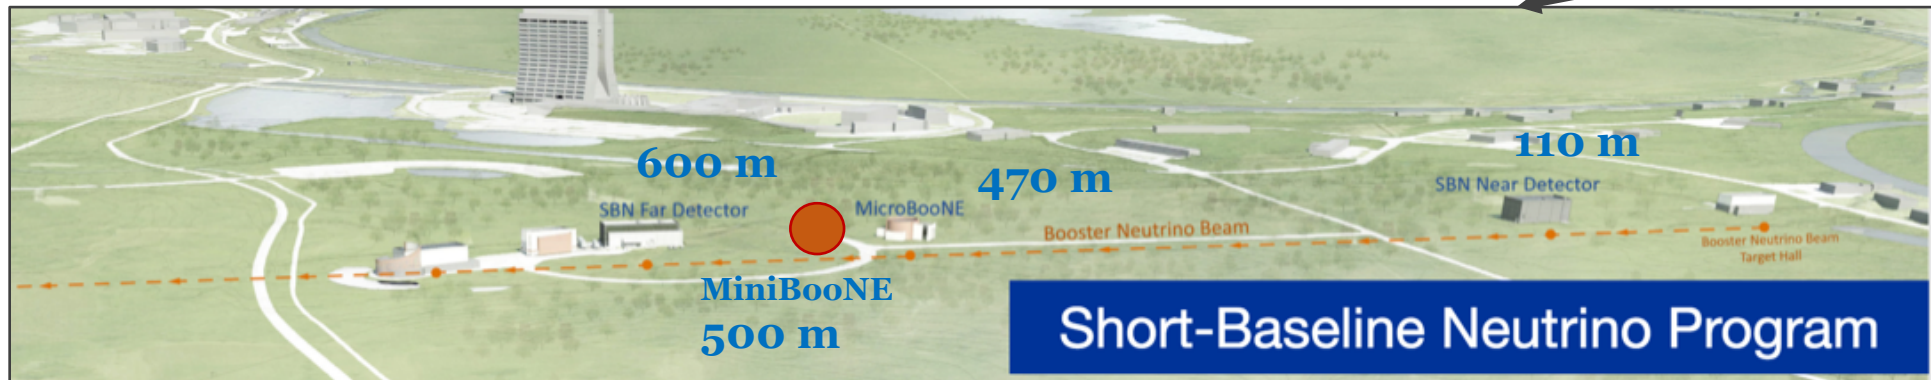 110 m
600 m
470 m
SBN Near Detector
SBN Far Detector
MicroBooNE
Booster Neutrino Beam
Booster Neutrino Beam
Target Hall
MiniBooNE
500 m
Short-Baseline Neutrino Program